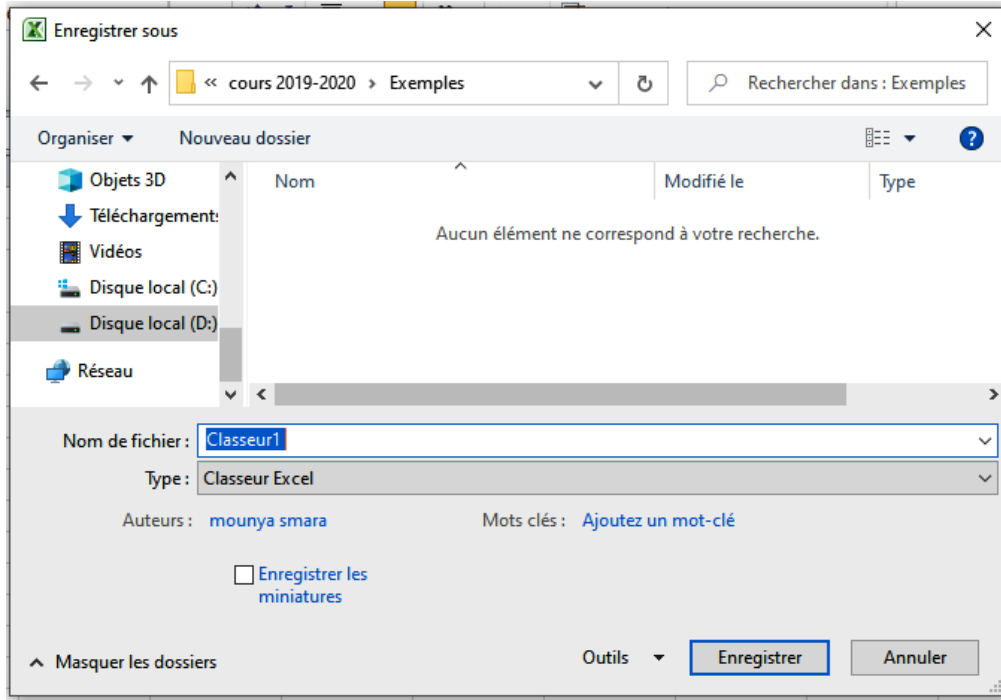 Enregistrer sous
« cours 2019-2020 › Exemples
Rechercher dans : Exemples
Organiser
Nouveau dossier
Objets 3D
Téléchargements
Vidéos
Disque local (C:)
Disque local (D:)
Réseau
Nom
Modifié le
Type
Aucun élément ne correspond à votre recherche.
Nom de fichier : Classeur1
Type : Classeur Excel
Auteurs : mounya smara
Mots clés : Ajoutez un mot-clé
Enregistrer les
miniatures
Masquer les dossiers
Outils
Enregistrer
Annuler